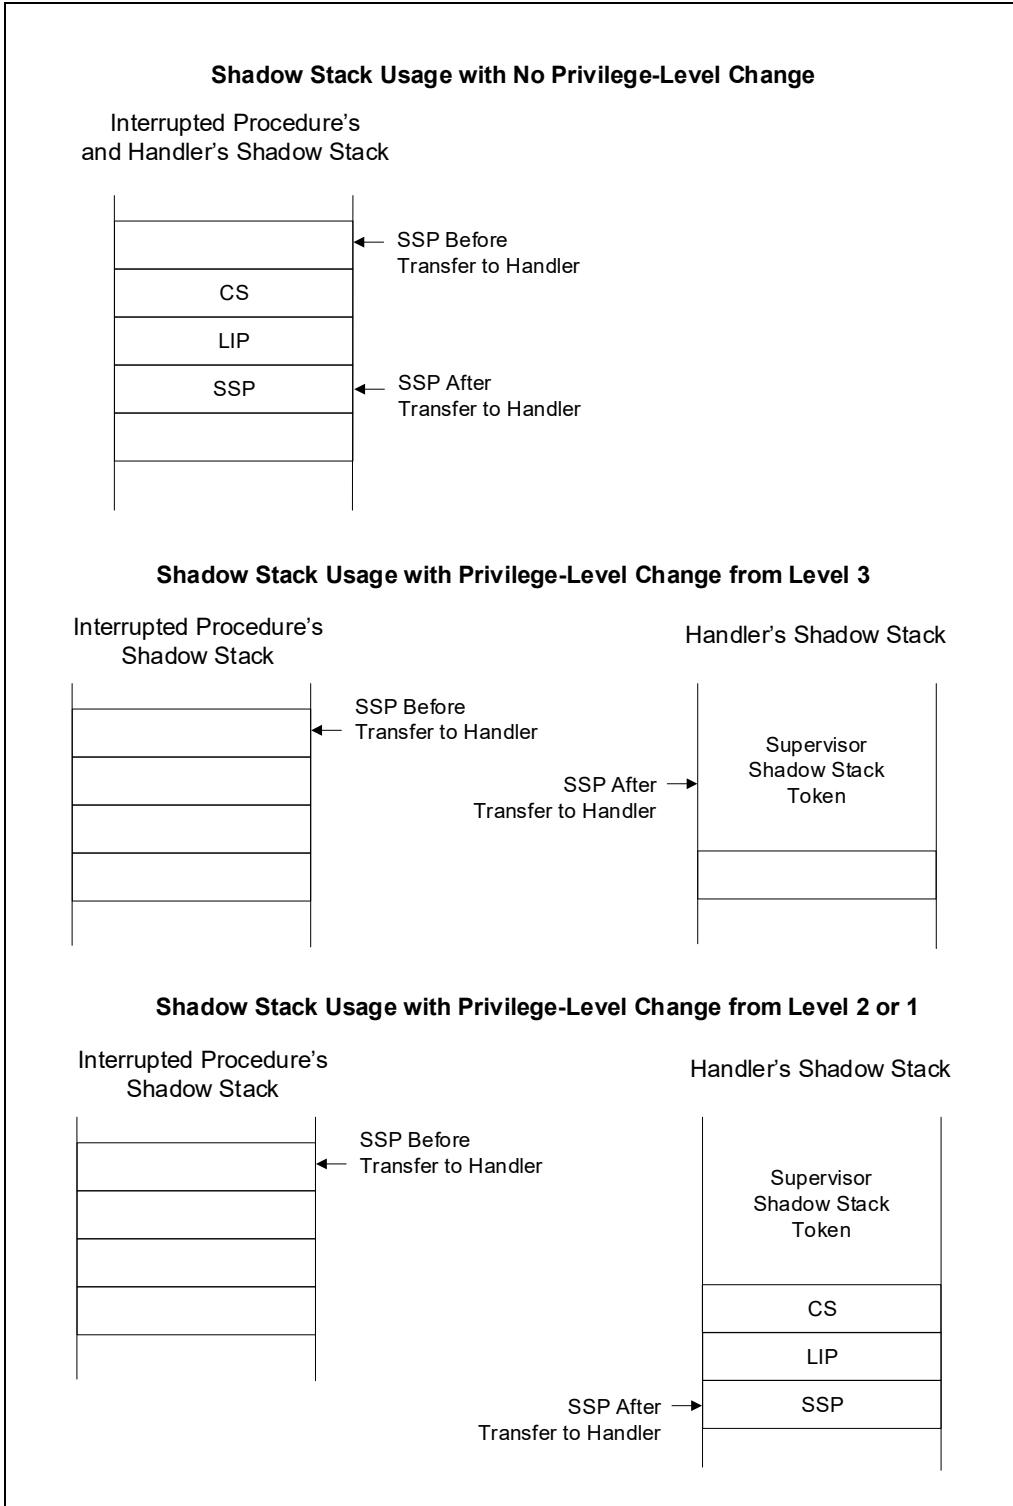 Shadow Stack Usage with No Privilege-Level Change
Interrupted Procedure's
and Handler's Shadow Stack
SSP Before
Transfer to Handler
CS
LIP
SSP
SSP After
Transfer to Handler
Shadow Stack Usage with Privilege-Level Change from Level 3
Interrupted Procedure's
Shadow Stack
Handler's Shadow Stack
SSP Before
Transfer to Handler
Supervisor
Shadow Stack
Token
SSP After
Transfer to Handler
Shadow Stack Usage with Privilege-Level Change from Level 2 or 1
Interrupted Procedure's
Shadow Stack
Handler's Shadow Stack
SSP Before
Transfer to Handler
Supervisor
Shadow Stack
Token
CS
LIP
SSP
SSP After
Transfer to Handler